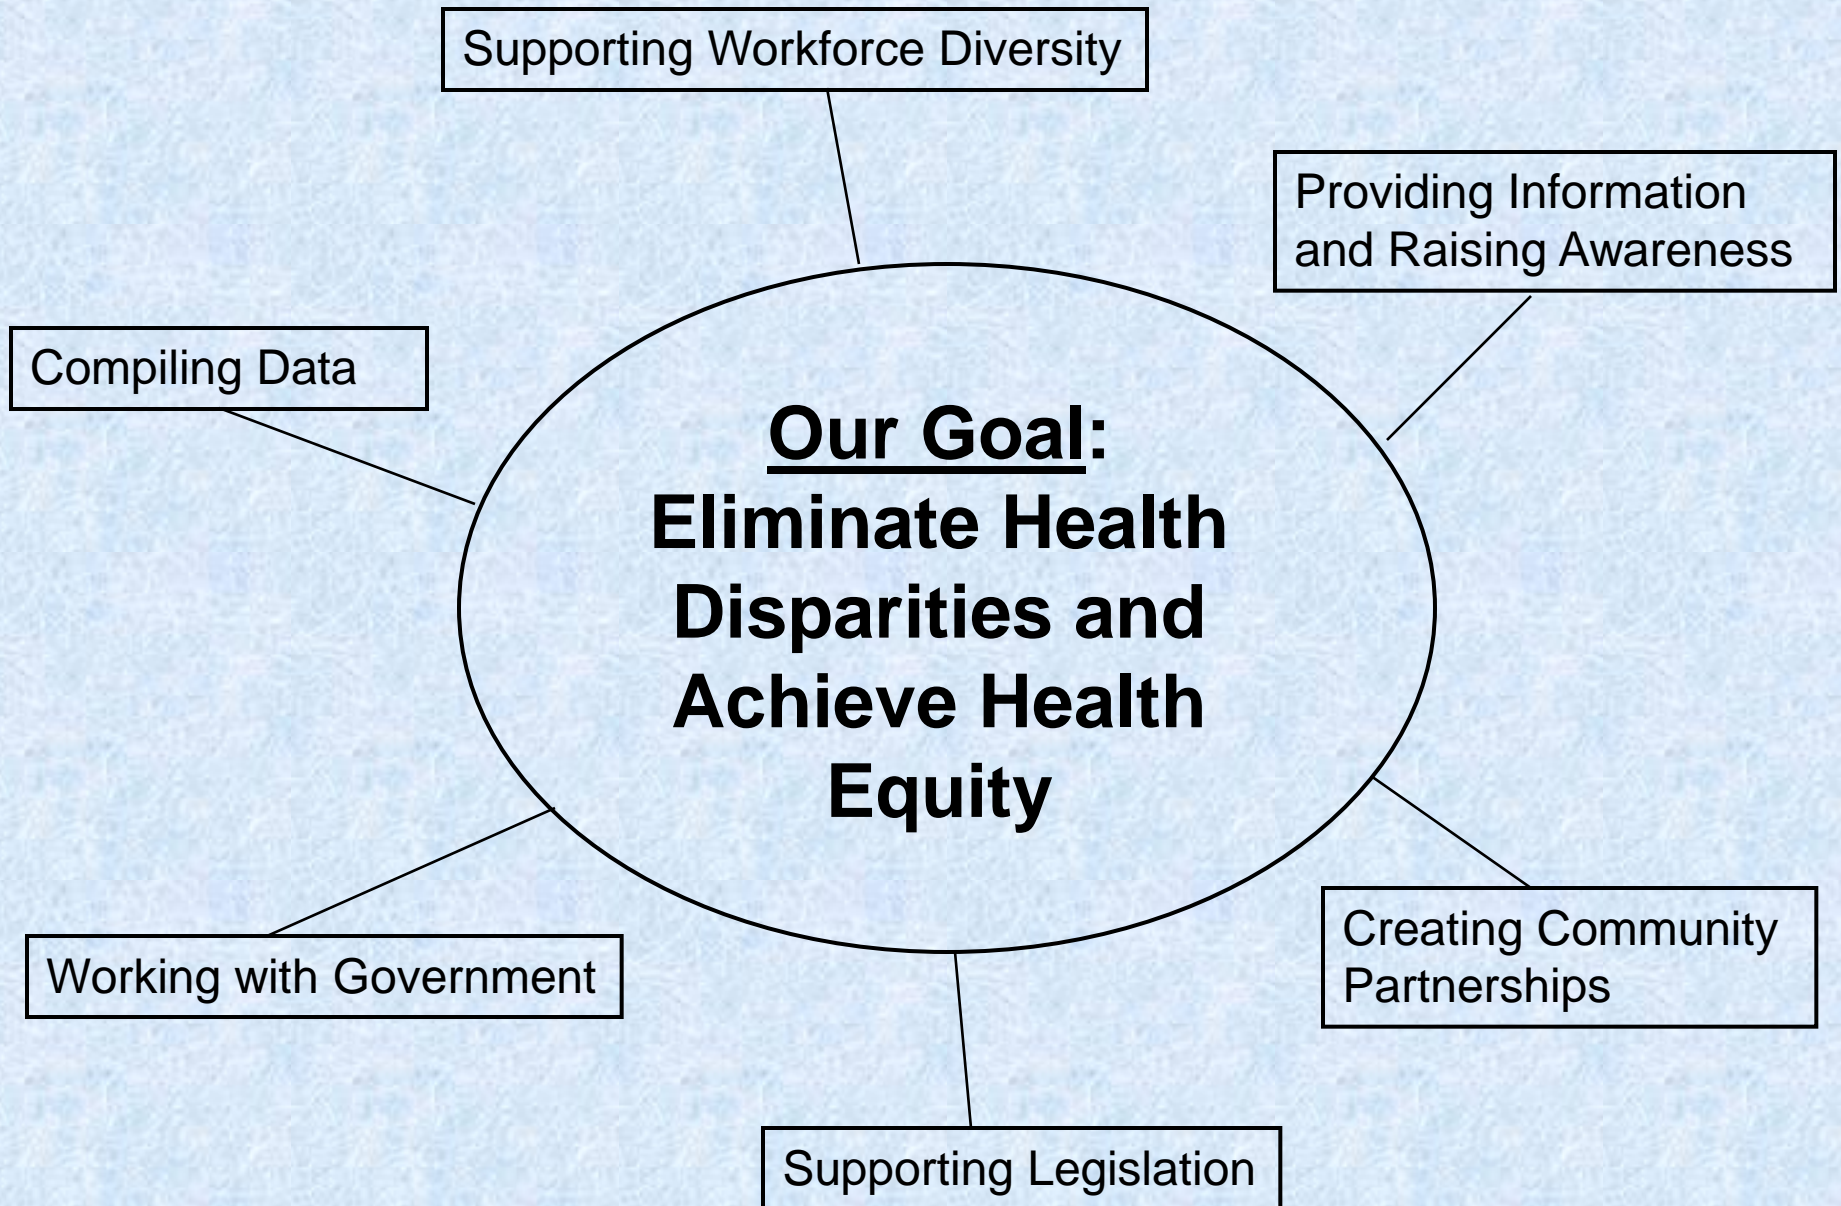 Supporting Workforce Diversity
Providing Information
and Raising Awareness
Compiling Data
Our Goal:
Eliminate Health
Disparities and
Achieve Health
Equity
Creating Community
Partnerships
Working with Government
Supporting Legislation